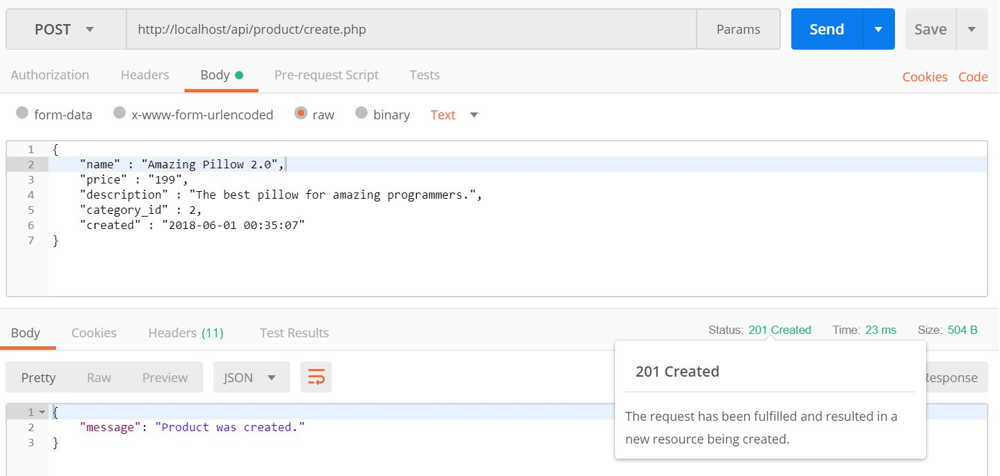 POST http://localhost/api/product/create.php Params Send Save
Authorization Headers Body Pre-request Script Tests Cookies Code
form-data x-www-form-urlencoded raw binary Text
1 {
2 "name" : "Amazing Pillow 2.0",
3 "price" : "199",
4 "description" : "The best pillow for amazing programmers.",
5 "category_id" : 2,
6 "created" : "2018-06-01 00:35:07"
7 }
Body Cookies Headers (11) Test Results Status: 201 Created Time: 23 ms Size: 504 B
Pretty Raw Preview JSON Response
201 Created
The request has been fulfilled and resulted in a
new resource being created.
1 {
2 "message": "Product was created."
3 }